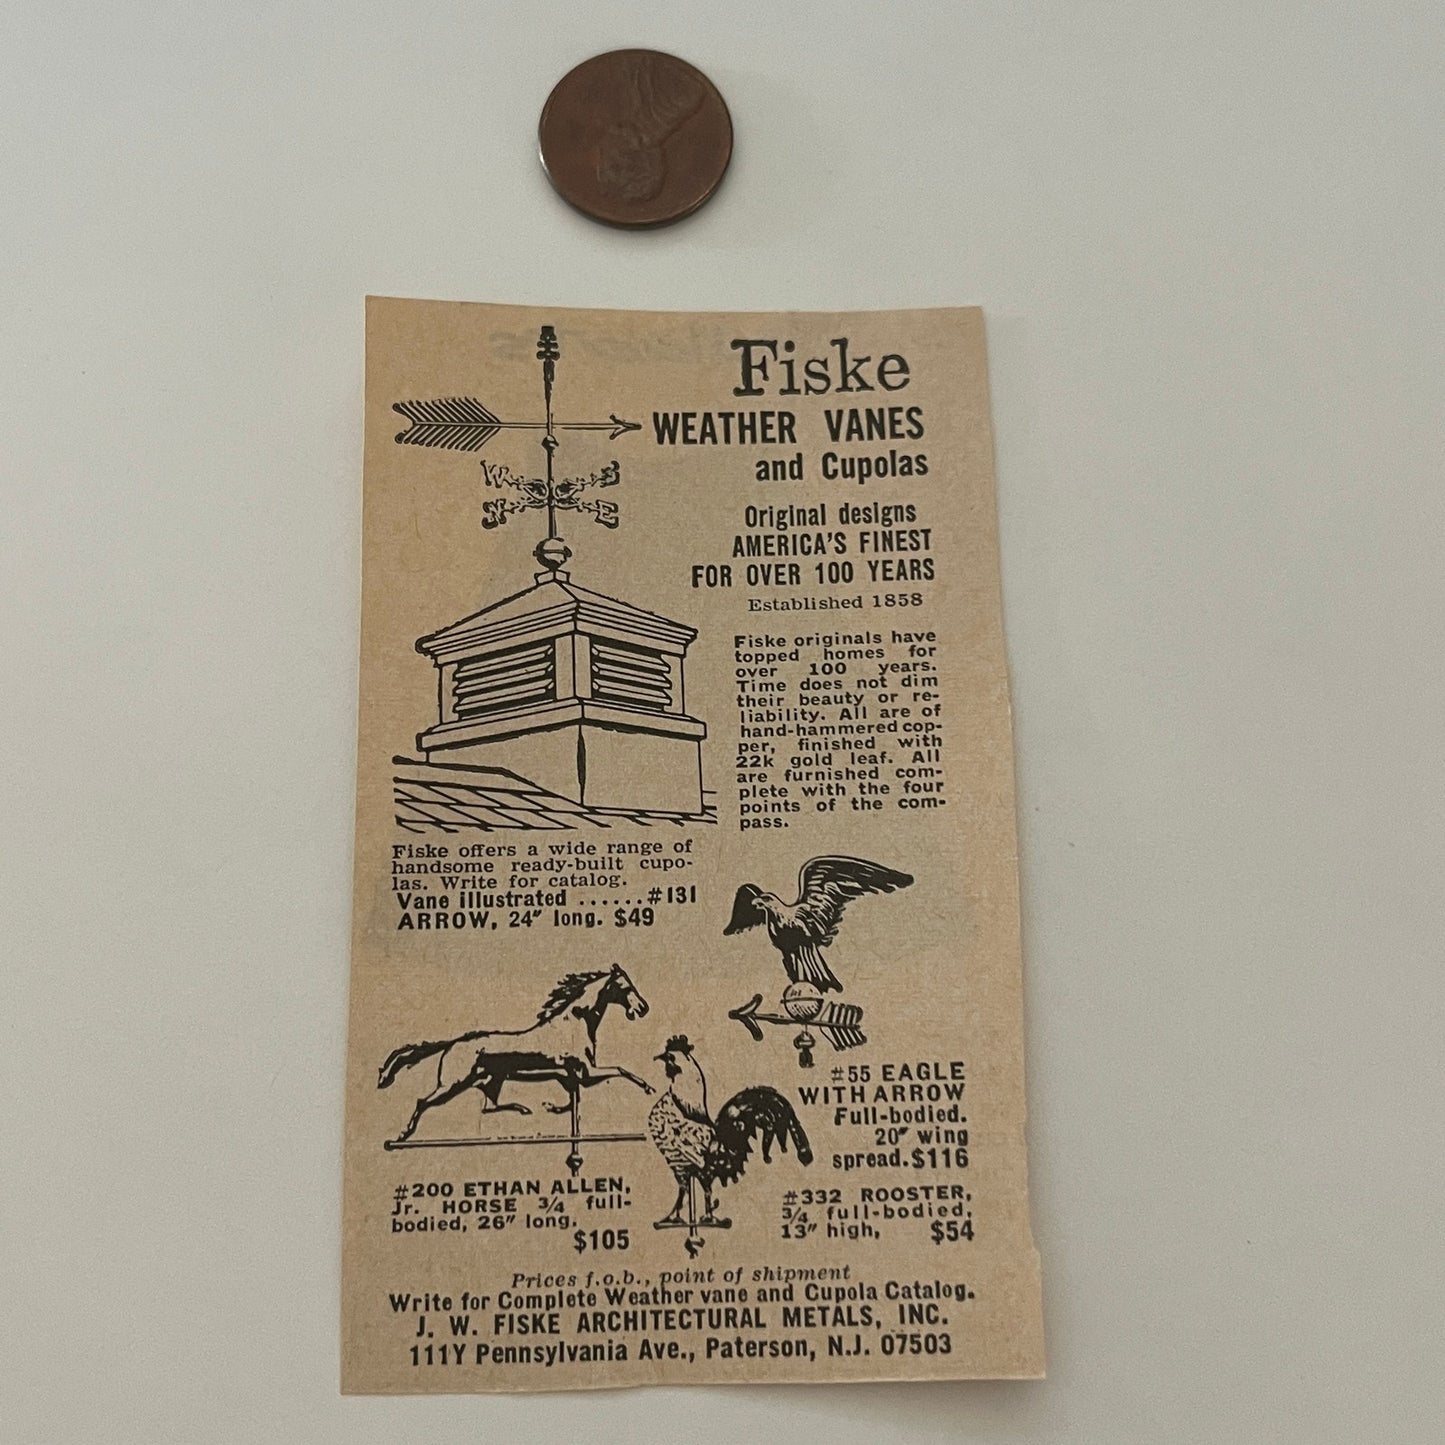 Fiske
WEATHER VANES
and Cupolas
Original designs
AMERICA'S FINEST
FOR OVER 100 YEARS
Established 1858
Fiske originals have
topped homes for
over 100 years.
Time does not dim
their beauty or re-
liability. All are of
hand-hammered cop-
per, finished with
22k gold leaf. All
are furnished com-
plete with the four
points of the com-
pass.
W S
N E
Fiske offers a wide range of
handsome ready-built cupo-
las. Write for catalog.
Vane illustrated ......#131
ARROW, 24" long. $49
#55 EAGLE
WITH ARROW
Full-bodied.
20" wing
spread.$116
#200 ETHAN ALLEN,
Jr. HORSE 3/4 full-
bodied, 26" long.
$105
#332 ROOSTER,
3/4 full-bodied,
13" high, $54
Prices f.o.b., point of shipment
Write for Complete Weather vane and Cupola Catalog.
J. W. FISKE ARCHITECTURAL METALS, INC.
111Y Pennsylvania Ave., Paterson, N.J. 07503